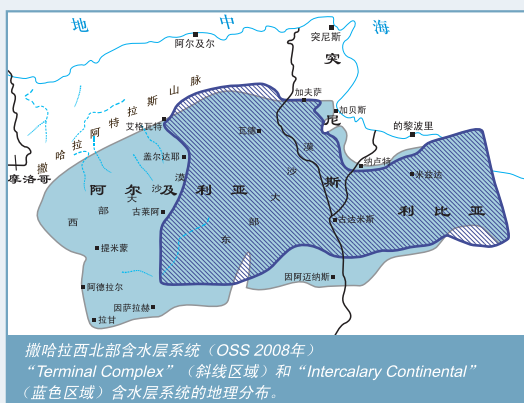 地 中 海
阿尔及尔
突尼斯
突
尼
斯
加夫萨
加贝斯
撒哈拉阿特拉斯山脉
艾格瓦特
瓦德
的黎波里
纳卢特
米兹达
摩洛哥
盖尔达耶
阿 尔 及 利 亚
利 比 亚
西部大沙漠
东部大沙漠
古莱阿
古达米斯
提米蒙
因阿迈纳斯
阿德拉尔
因萨拉赫
拉甘
撒哈拉西北部含水层系统（OSS 2008年）
“Terminal Complex”（斜线区域）和“Intercalary Continental”
（蓝色区域）含水层系统的地理分布。